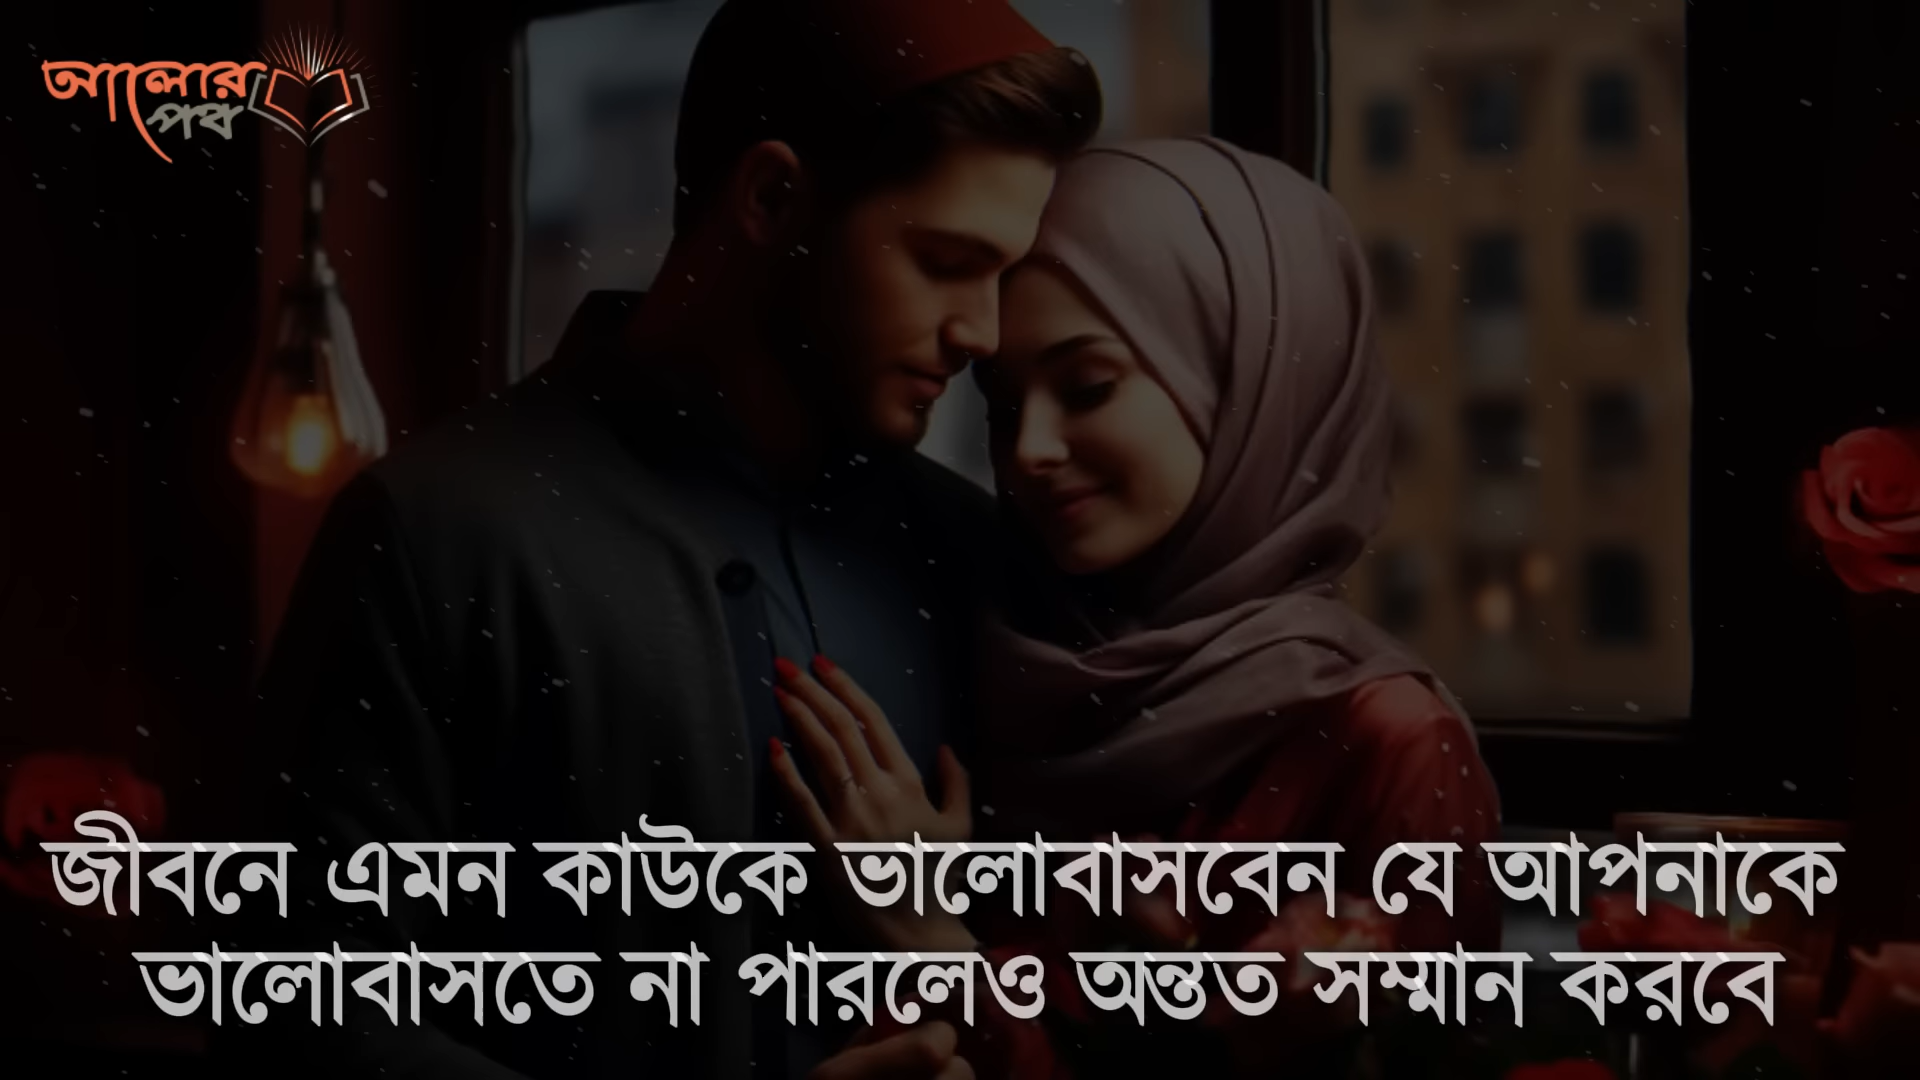 আলোর
পথ
জীবনে এমন কাউকে ভালোবাসবেন যে আপনাকে
ভালোবাসতে না পারলেও অন্তত সম্মান করবে